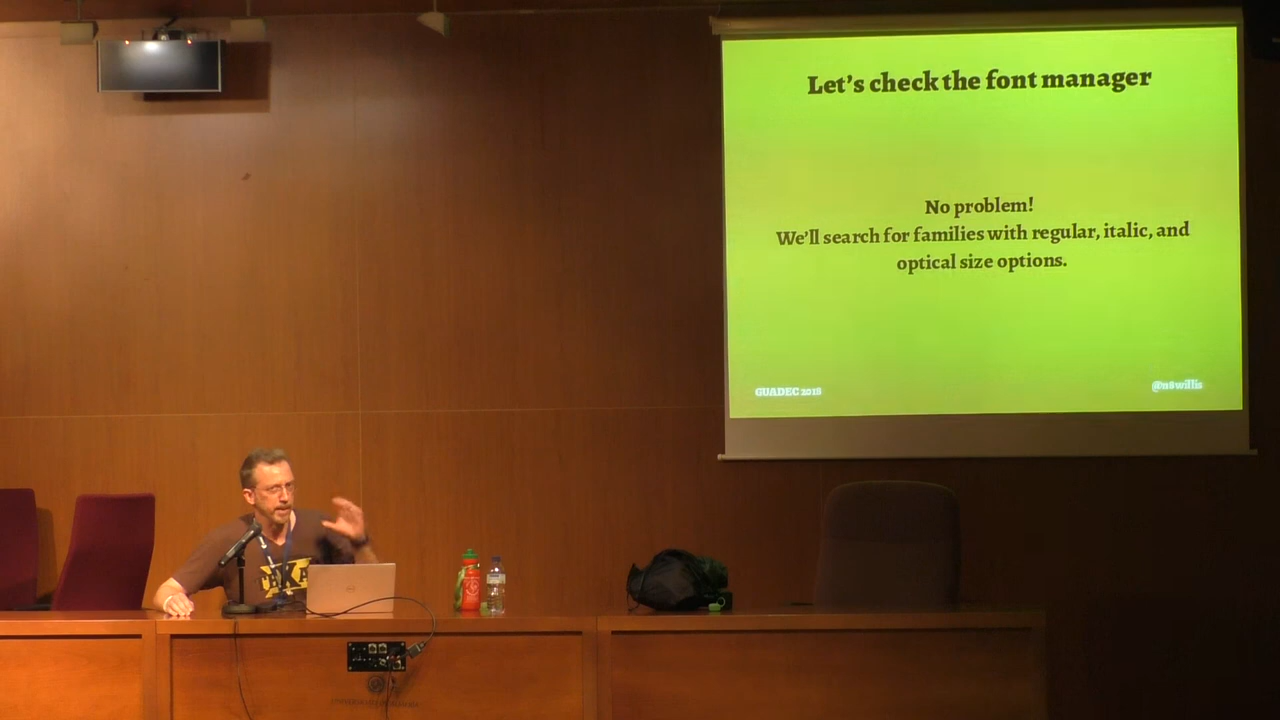 Let's check the font manager
No problem!
We'll search for families with regular, italic, and
optical size options.
GUADEC 2018
@n8willis